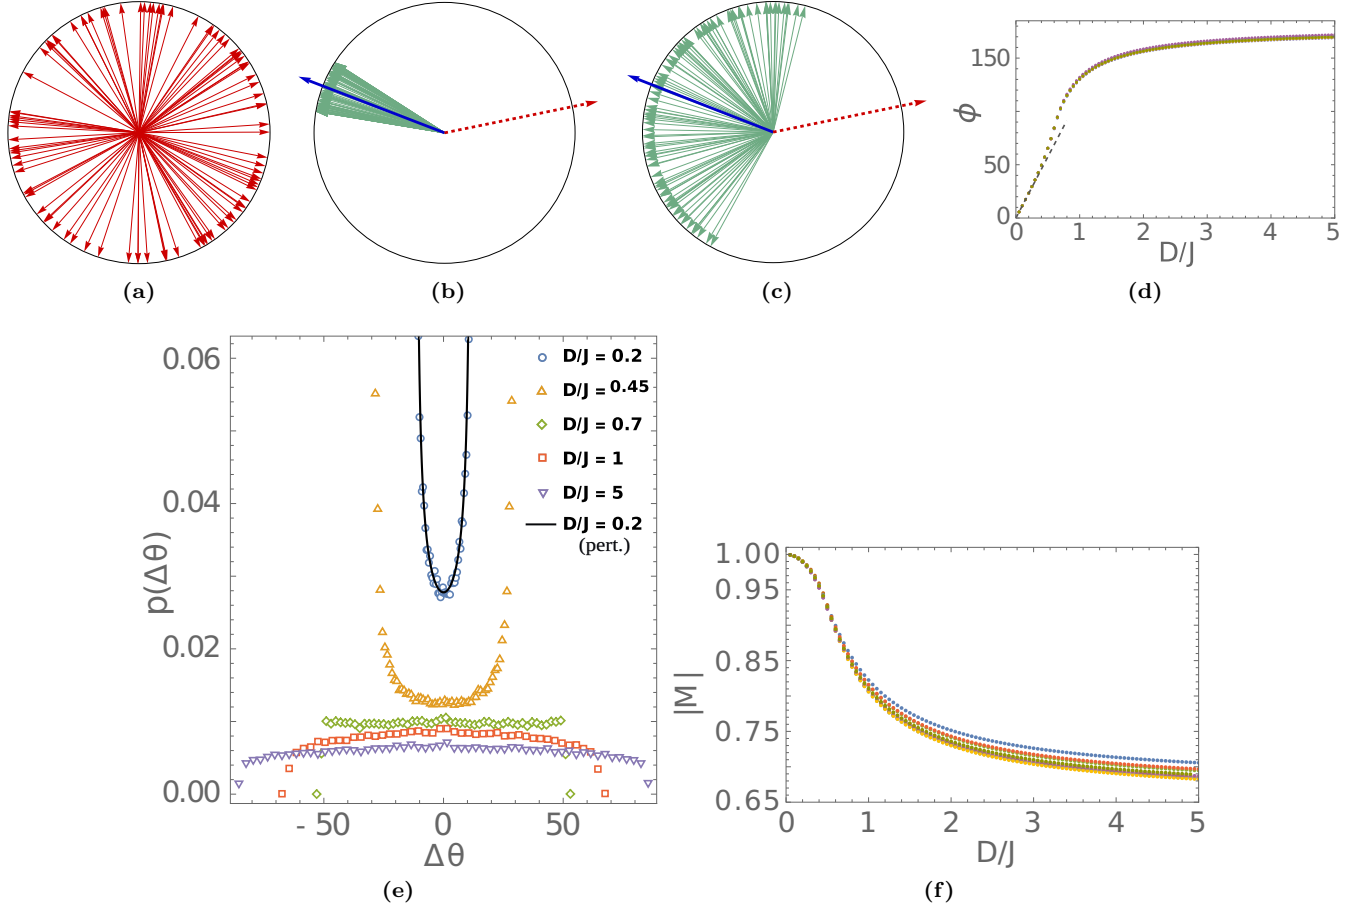 (a)
(b)
(c)
150
100
50
0
ϕ
0 1 2 3 4 5
D/J
(d)
0.06
0.04
0.02
0.00
p(Δθ)
- 50 0 50
Δθ
D/J = 0.2
D/J = 0.45
D/J = 0.7
D/J = 1
D/J = 5
D/J = 0.2
(pert.)
(e)
1.00
0.95
0.85
0.75
0.65
|M|
0 1 2 3 4 5
D/J
(f)